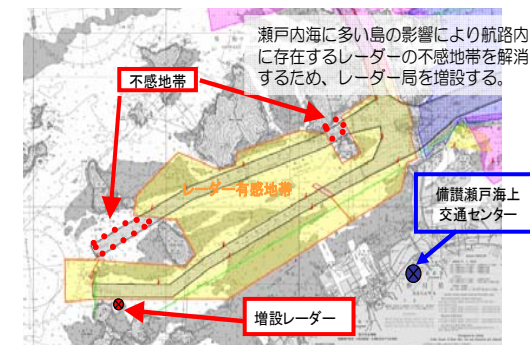 瀬戸内海に多い島の影響により航路内
に存在するレーダーの不感地帯を解消
するため、レーダー局を増設する。
不感地帯
レーダー有感地帯
備讃瀬戸海上
交通センター
増設レーダー